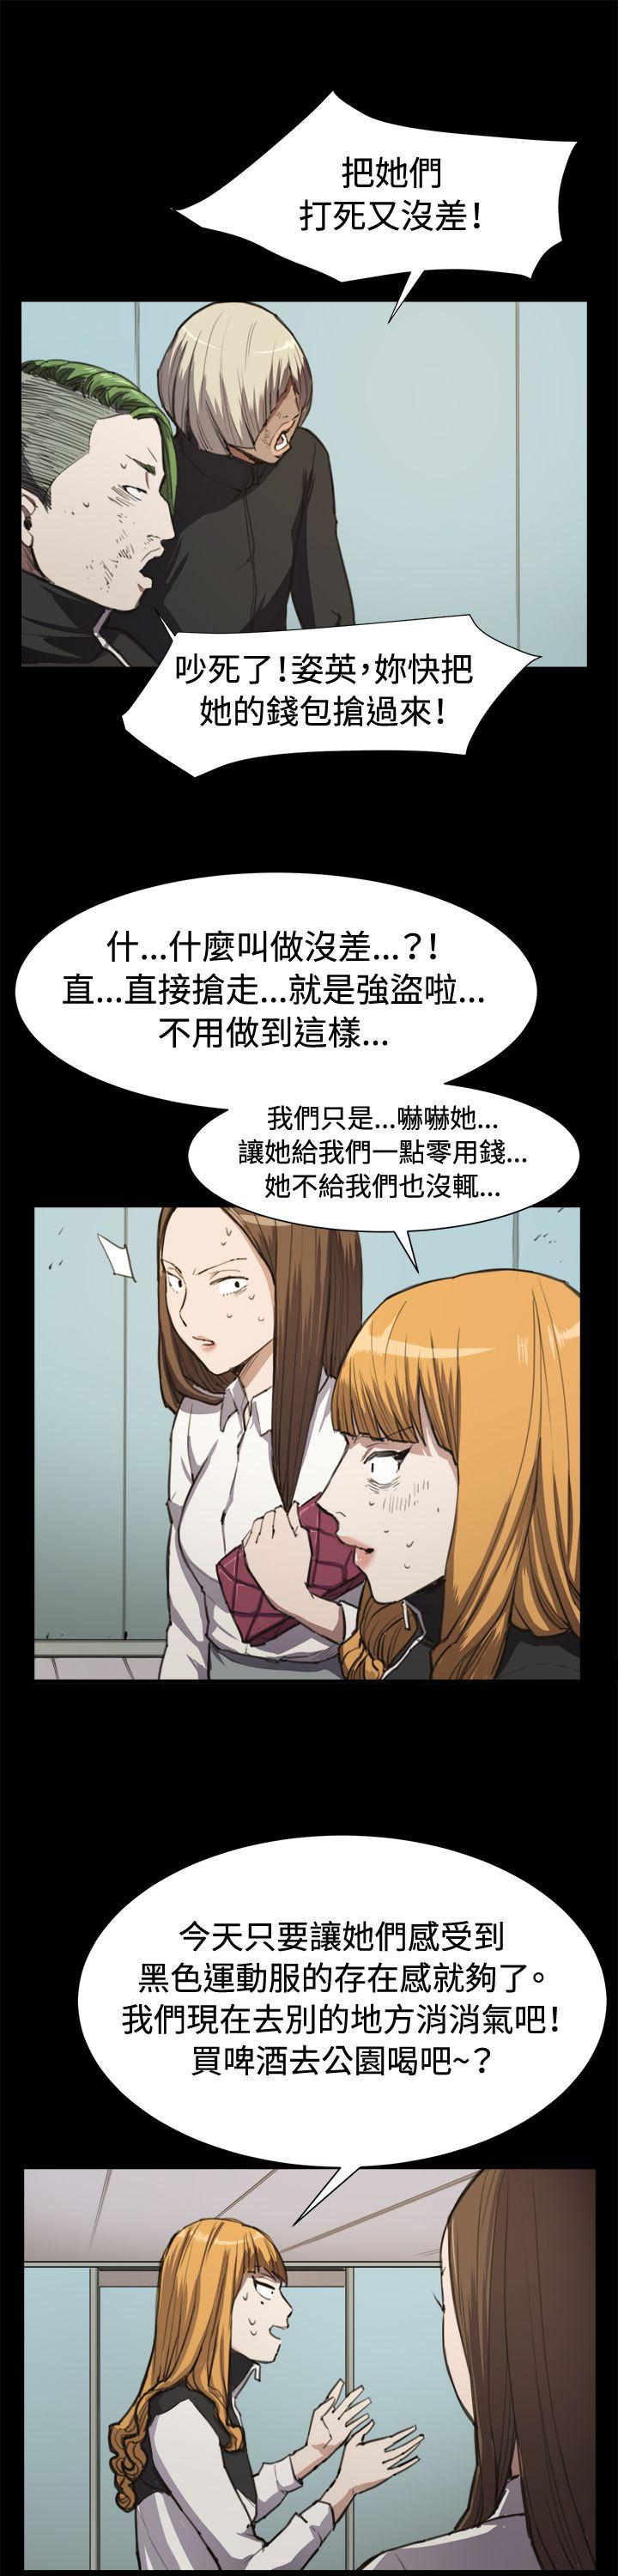 把她們
打死又沒差！
吵死了！姿英，妳快把
她的錢包搶過來！
什…什麼叫做沒差…？！
直…直接搶走…就是強盜啦…
不用做到這樣…
我們只是…嚇嚇她…
讓她給我們一點零用錢…
她不給我們也沒輒…
今天只要讓她們感受到
黑色運動服的存在感就夠了。
我們現在去別的地方消消氣吧！
買啤酒去公園喝吧~？